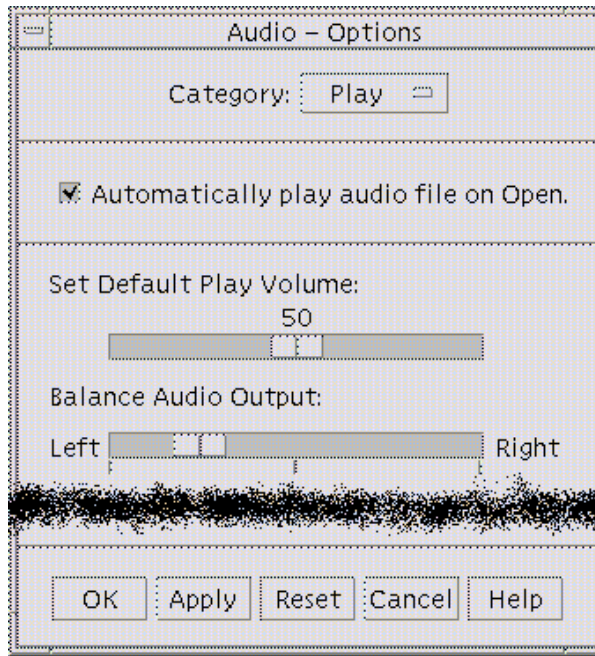 Audio – Options
Category: Play
Automatically play audio file on Open.
Set Default Play Volume:
50
Balance Audio Output:
Left Right
OK Apply Reset Cancel Help